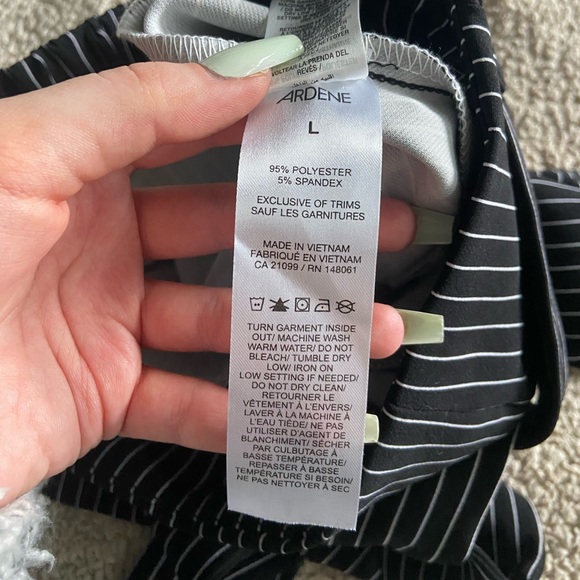 VOLTEAR LA PRENDA DEL
REVÉS/
ARDENE
L
95% POLYESTER
5% SPANDEX
EXCLUSIVE OF TRIMS
SAUF LES GARNITURES
MADE IN VIETNAM
FABRIQUÉ EN VIETNAM
CA 21099 / RN 148061
TURN GARMENT INSIDE
OUT/ MACHINE WASH
WARM WATER/ DO NOT
BLEACH/ TUMBLE DRY
LOW/ IRON ON
LOW SETTING IF NEEDED/
DO NOT DRY CLEAN/
RETOURNER LE
VÊTEMENT À L'ENVERS/
LAVER À LA MACHINE À
L'EAU TIÈDE/ NE PAS
UTILISER D'AGENT DE
BLANCHIMENT/ SÉCHER
PAR CULBUTAGE À
BASSE TEMPÉRATURE/
REPASSER À BASSE
TEMPÉRATURE SI BESOIN/
NE PAS NETTOYER À SEC